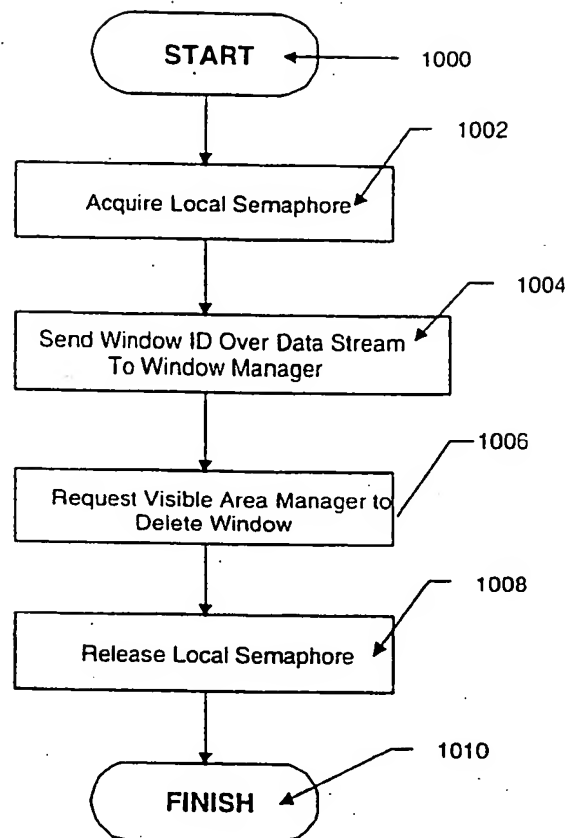 START
1000
1002
Acquire Local Semaphore
1004
Send Window ID Over Data Stream
To Window Manager
1006
Request Visible Area Manager to
Delete Window
1008
Release Local Semaphore
1010
FINISH